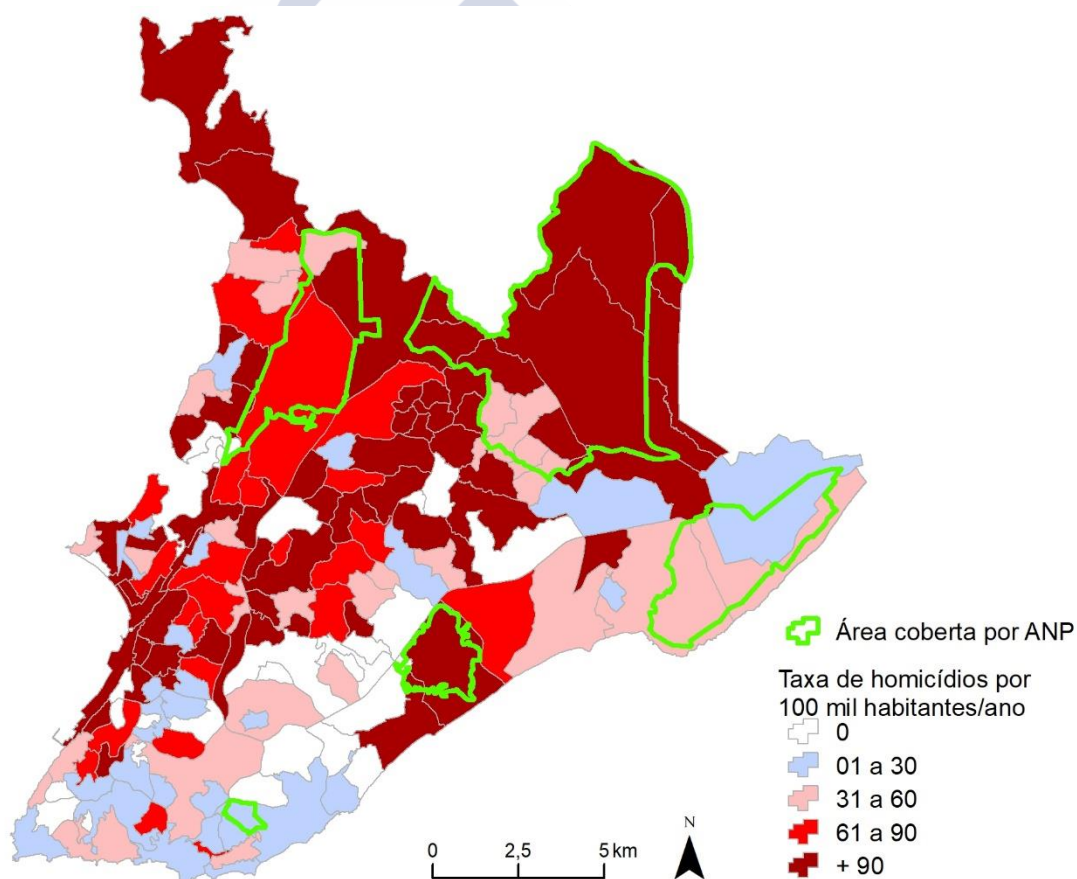 Área coberta por ANP
Taxa de homicídios por
100 mil habitantes/ano
0
01 a 30
31 a 60
61 a 90
+ 90
0 2,5 5 km
N